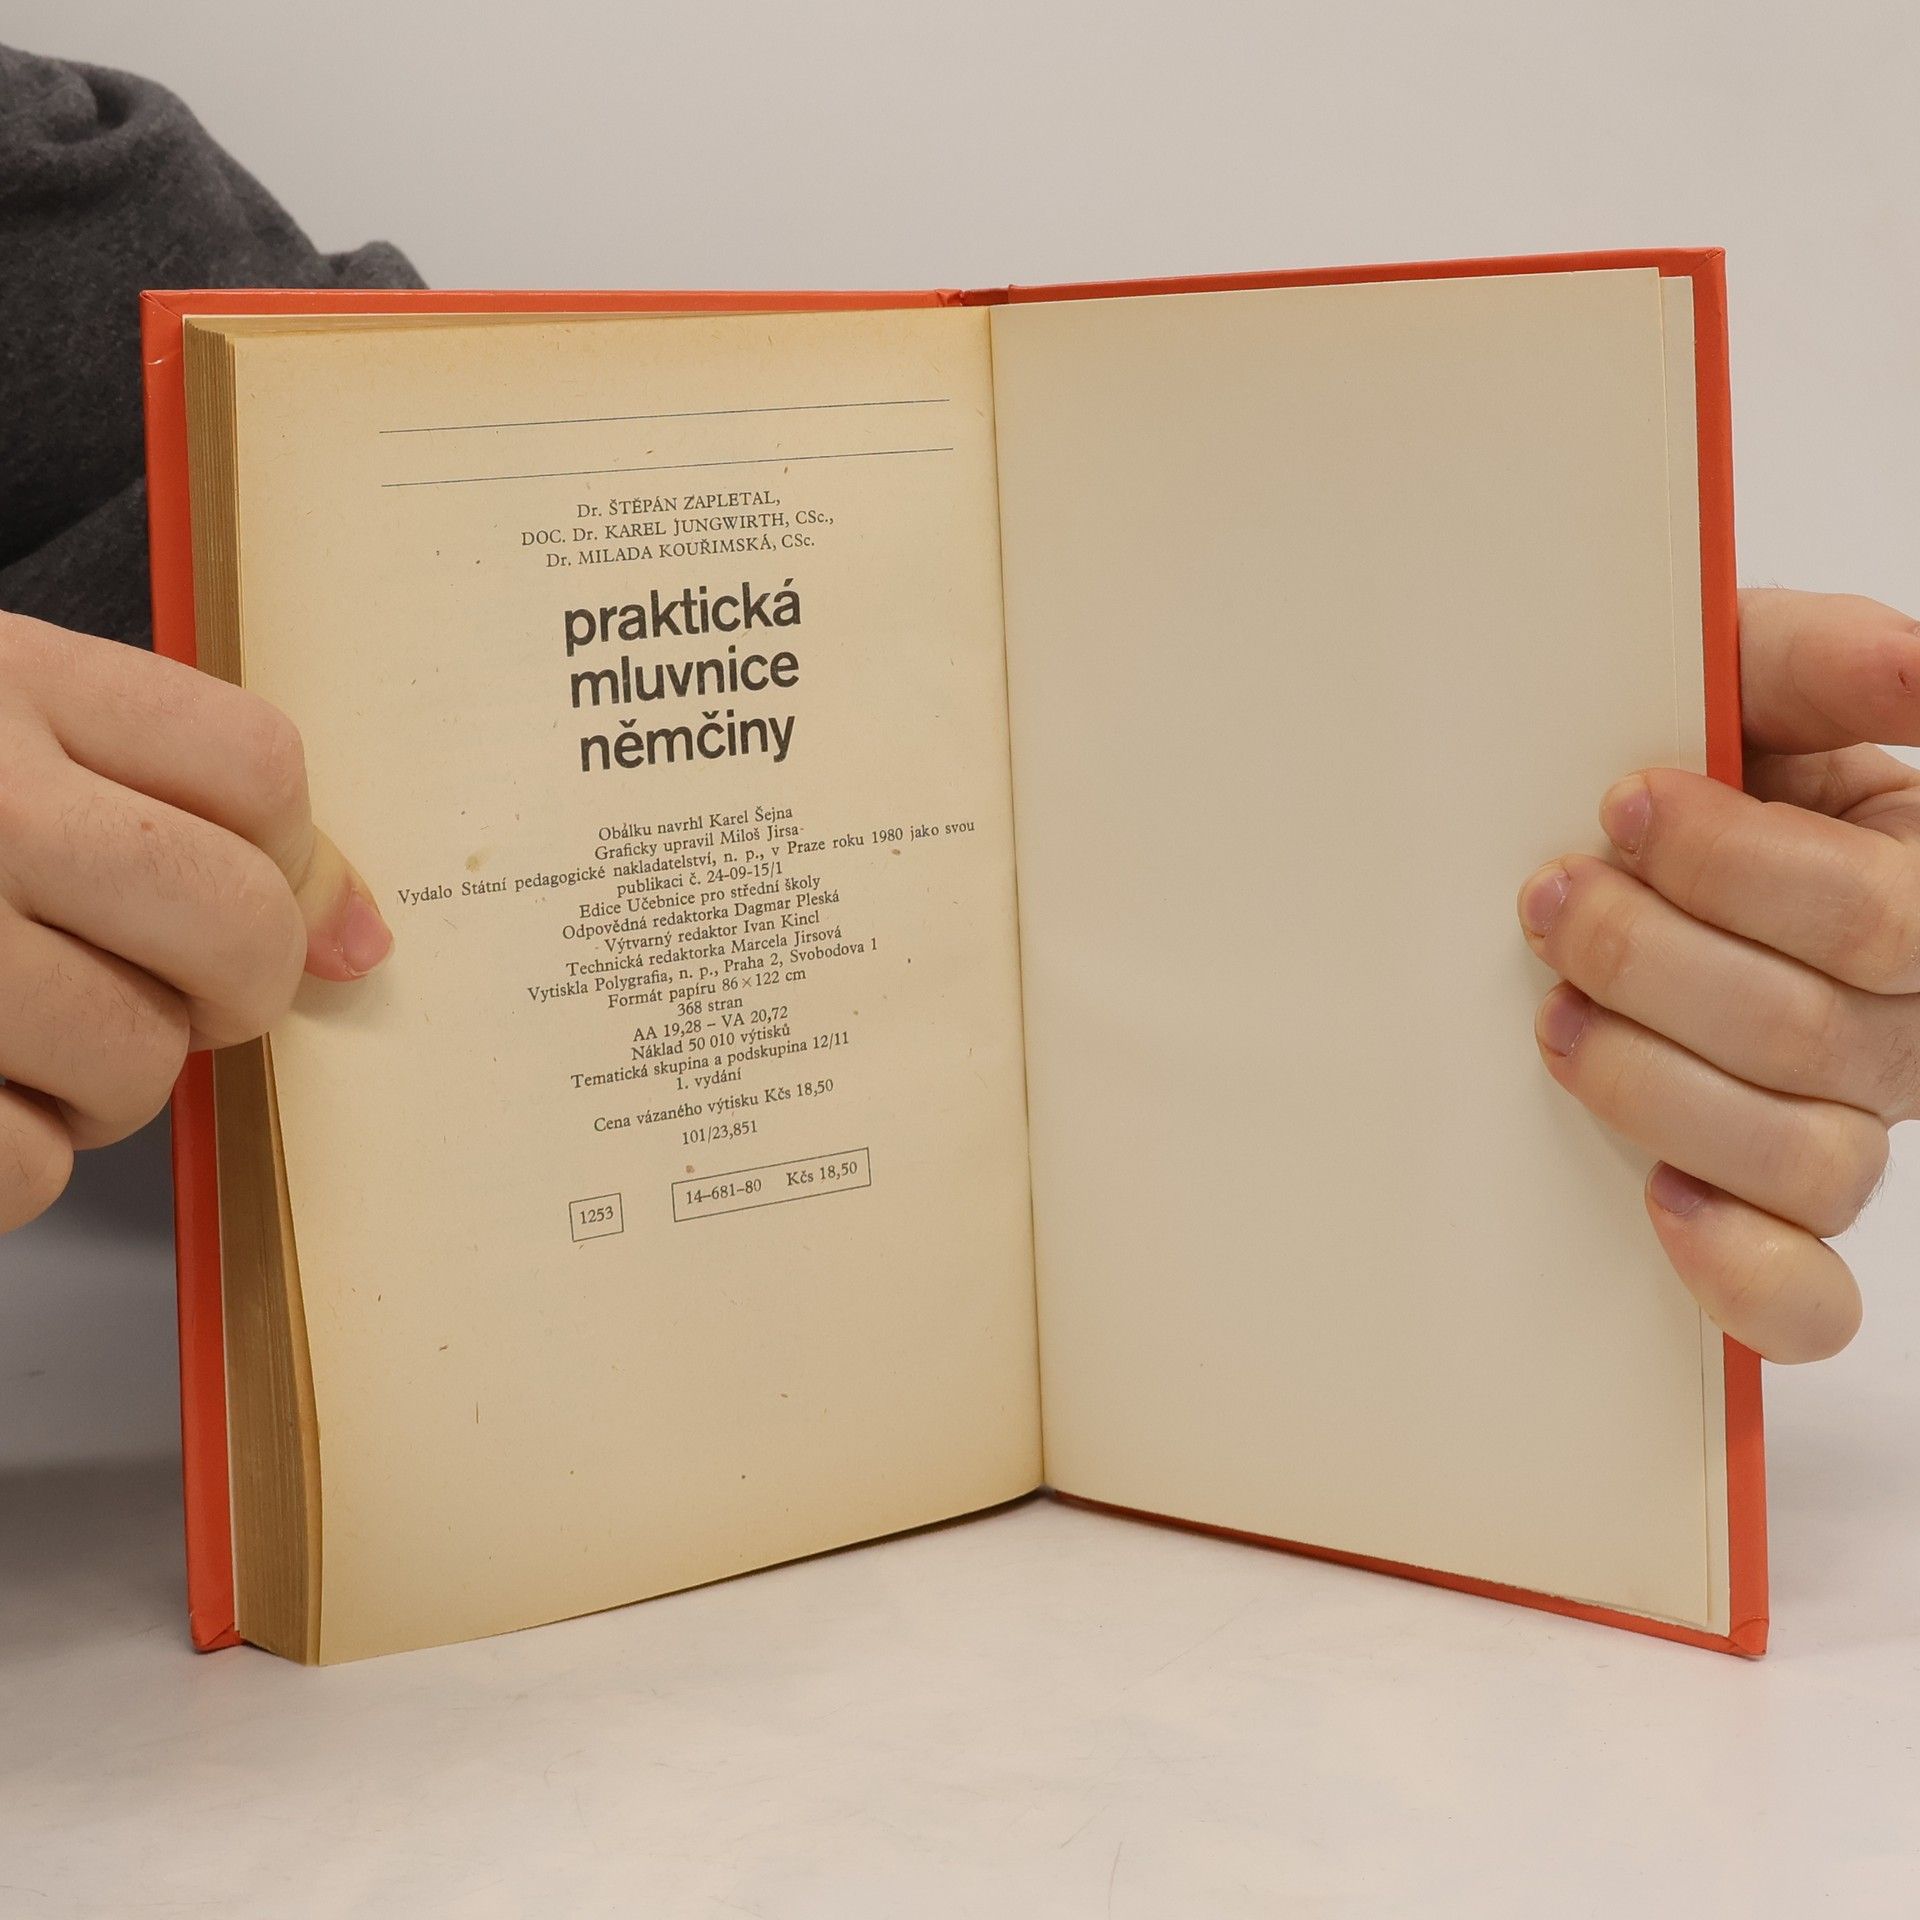 Dr. ŠTĚPÁN ZAPLETAL,
DOC. Dr. KAREL JUNGWIRTH, CSc.,
Dr. MILADA KOUŘIMSKÁ, CSc.
praktická
mluvnice
němčiny
Obálku navrhl Karel Šejna
Graficky upravil Miloš Jirsa
Vydalo Státní pedagogické nakladatelství, n. p., v Praze roku 1980 jako svou
publikaci č. 24-09-15/1
Edice Učebnice pro střední školy
Odpovědná redaktorka Dagmar Pleská
Výtvarný redaktor Ivan Kincl
Technická redaktorka Marcela Jirsová
Vytiskla Polygrafia, n. p., Praha 2, Svobodova 1
Formát papíru 86 × 122 cm
368 stran
AA 19,28 – VA 20,72
Náklad 50 010 výtisků
Tematická skupina a podskupina 12/11
1. vydání
Cena vázaného výtisku Kčs 18,50
101/23,851
1253 14–681–80 Kčs 18,50